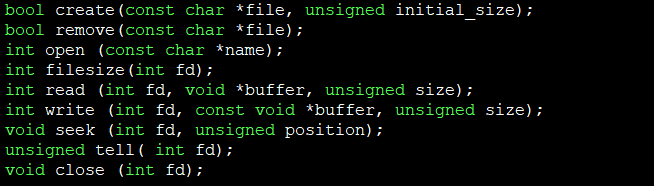 bool create(const char *file, unsigned initial_size);
bool remove(const char *file);
int open (const char *name);
int filesize(int fd);
int read (int fd, void *buffer, unsigned size);
int write (int fd, const void *buffer, unsigned size);
void seek (int fd, unsigned position);
unsigned tell( int fd);
void close (int fd);